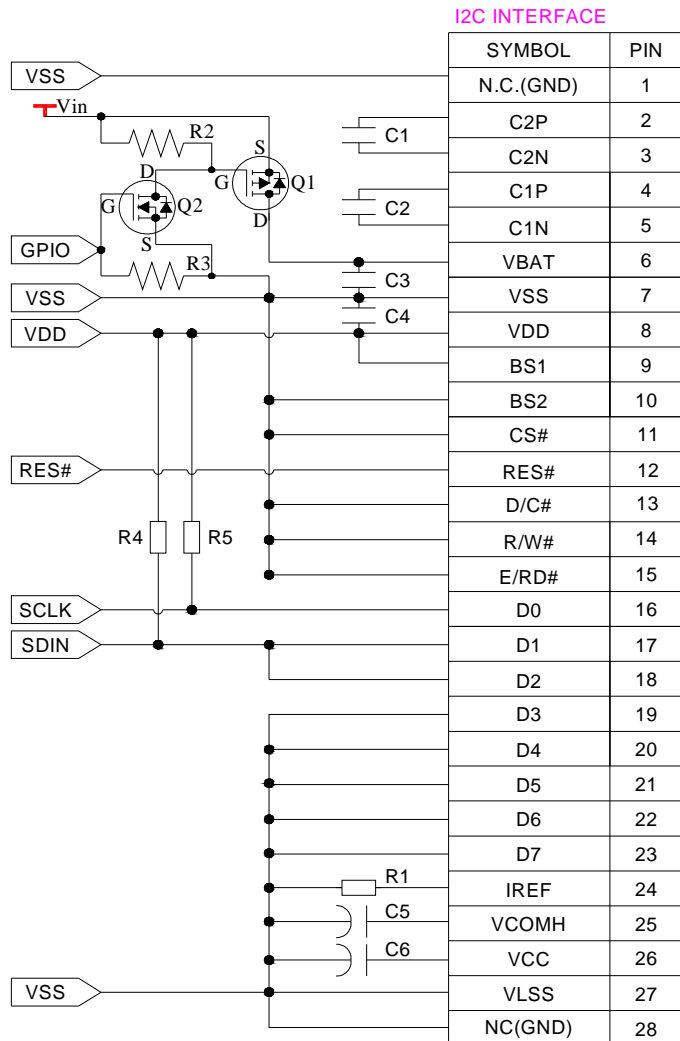 I2C INTERFACE
SYMBOL PIN
VSS N.C.(GND) 1
Vin
R2 C1 C2P 2
S
D C2N 3
G Q1
G Q2 C1P 4
D C2
S C1N 5
GPIO R3 VBAT 6
C3
VSS VSS 7
C4
VDD VDD 8
BS1 9
BS2 10
CS# 11
RES# RES# 12
D/C# 13
R4 R5 R/W# 14
E/RD# 15
SCLK D0 16
SDIN D1 17
D2 18
D3 19
D4 20
D5 21
D6 22
D7 23
R1 IREF 24
C5 VCOMH 25
C6 VCC 26
VSS VLSS 27
NC(GND) 28